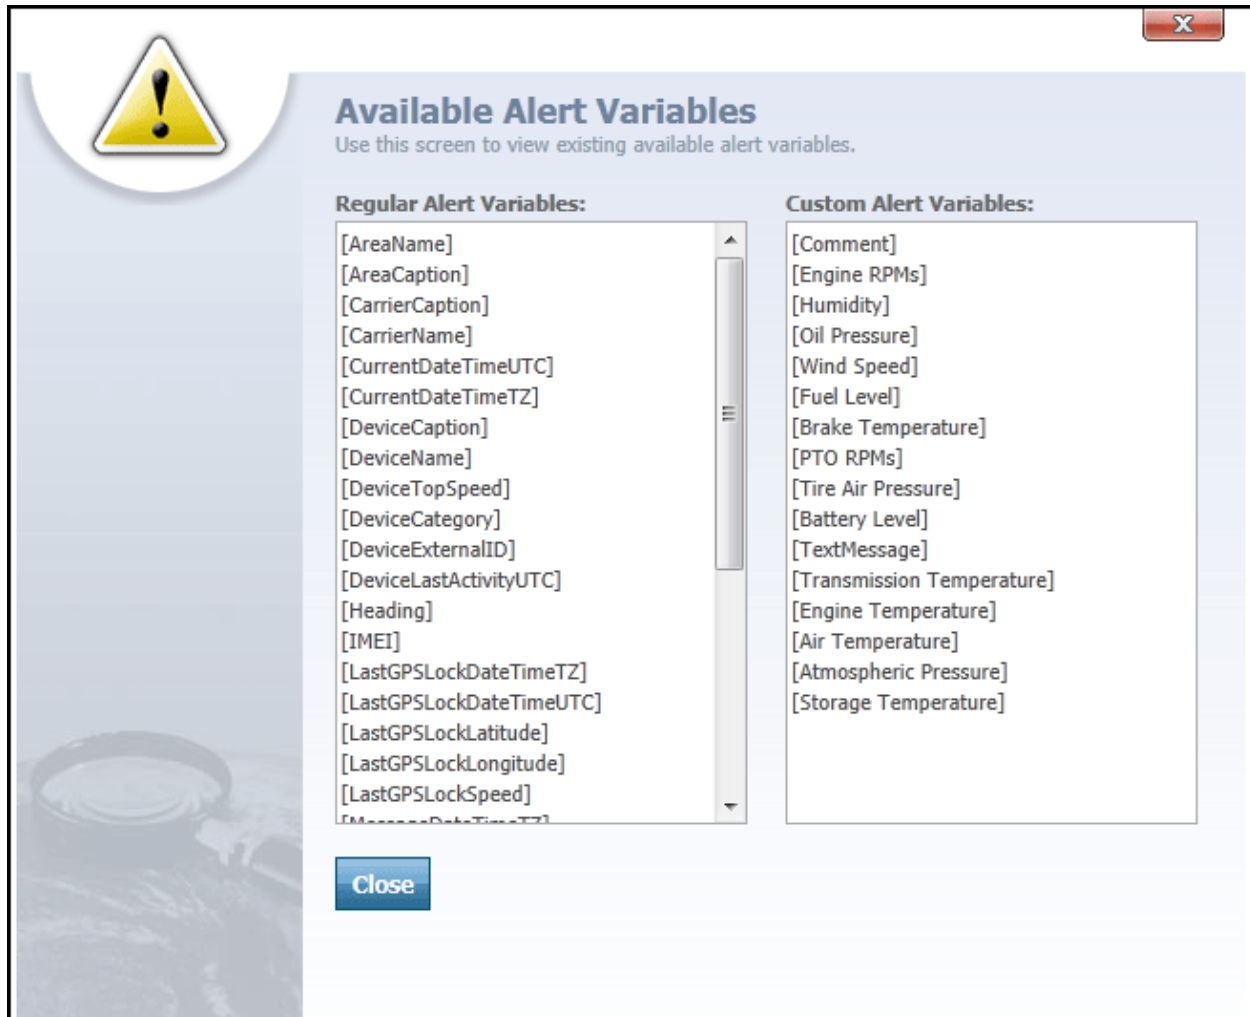 X
Available Alert Variables
Use this screen to view existing available alert variables.
Regular Alert Variables:
[AreaName]
[AreaCaption]
[CarrierCaption]
[CarrierName]
[CurrentDateTimeUTC]
[CurrentDateTimeTZ]
[DeviceCaption]
[DeviceName]
[DeviceTopSpeed]
[DeviceCategory]
[DeviceExternalID]
[DeviceLastActivityUTC]
[Heading]
[IMEI]
[LastGPSLockDateTimeTZ]
[LastGPSLockDateTimeUTC]
[LastGPSLockLatitude]
[LastGPSLockLongitude]
[LastGPSLockSpeed]
[MessageDateTimeTZ]
Custom Alert Variables:
[Comment]
[Engine RPMs]
[Humidity]
[Oil Pressure]
[Wind Speed]
[Fuel Level]
[Brake Temperature]
[PTO RPMs]
[Tire Air Pressure]
[Battery Level]
[TextMessage]
[Transmission Temperature]
[Engine Temperature]
[Air Temperature]
[Atmospheric Pressure]
[Storage Temperature]
Close